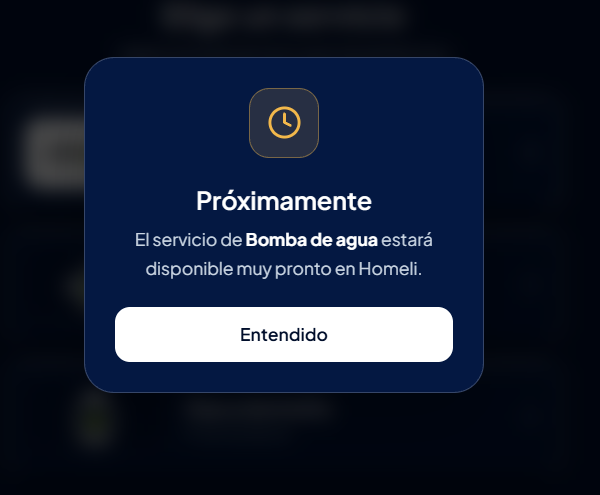 Próximamente
El servicio de Bomba de agua estará
disponible muy pronto en Homeli.
Entendido